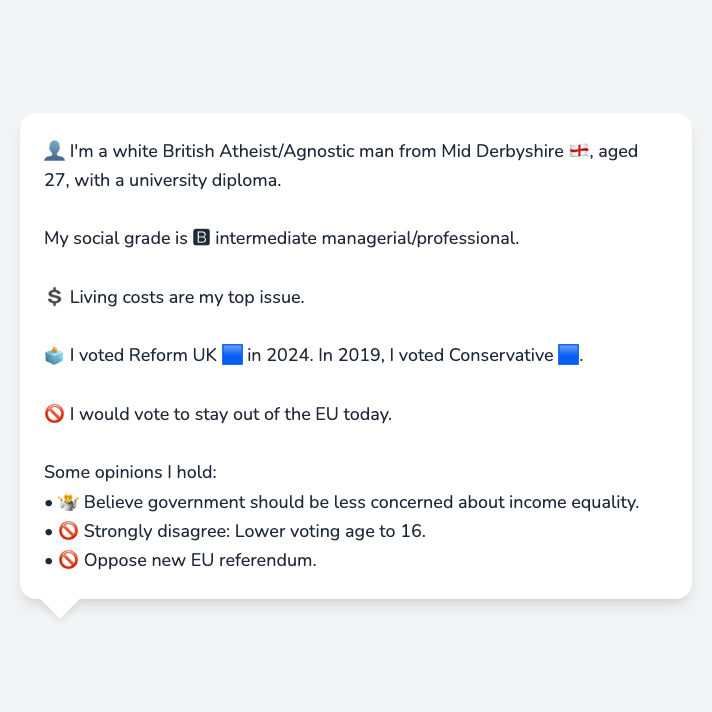 👤 I'm a white British Atheist/Agnostic man from Mid Derbyshire 🏴󠁧󠁢󠁥󠁮󠁧󠁿, aged
27, with a university diploma.
My social grade is 🅱 intermediate managerial/professional.
💲 Living costs are my top issue.
🗳️ I voted Reform UK 🟦 in 2024. In 2019, I voted Conservative 🟦.
🚫 I would vote to stay out of the EU today.
Some opinions I hold:
• 🤷 Believe government should be less concerned about income equality.
• 🚫 Strongly disagree: Lower voting age to 16.
• 🚫 Oppose new EU referendum.